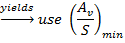 yields → use (A_v / S)_min